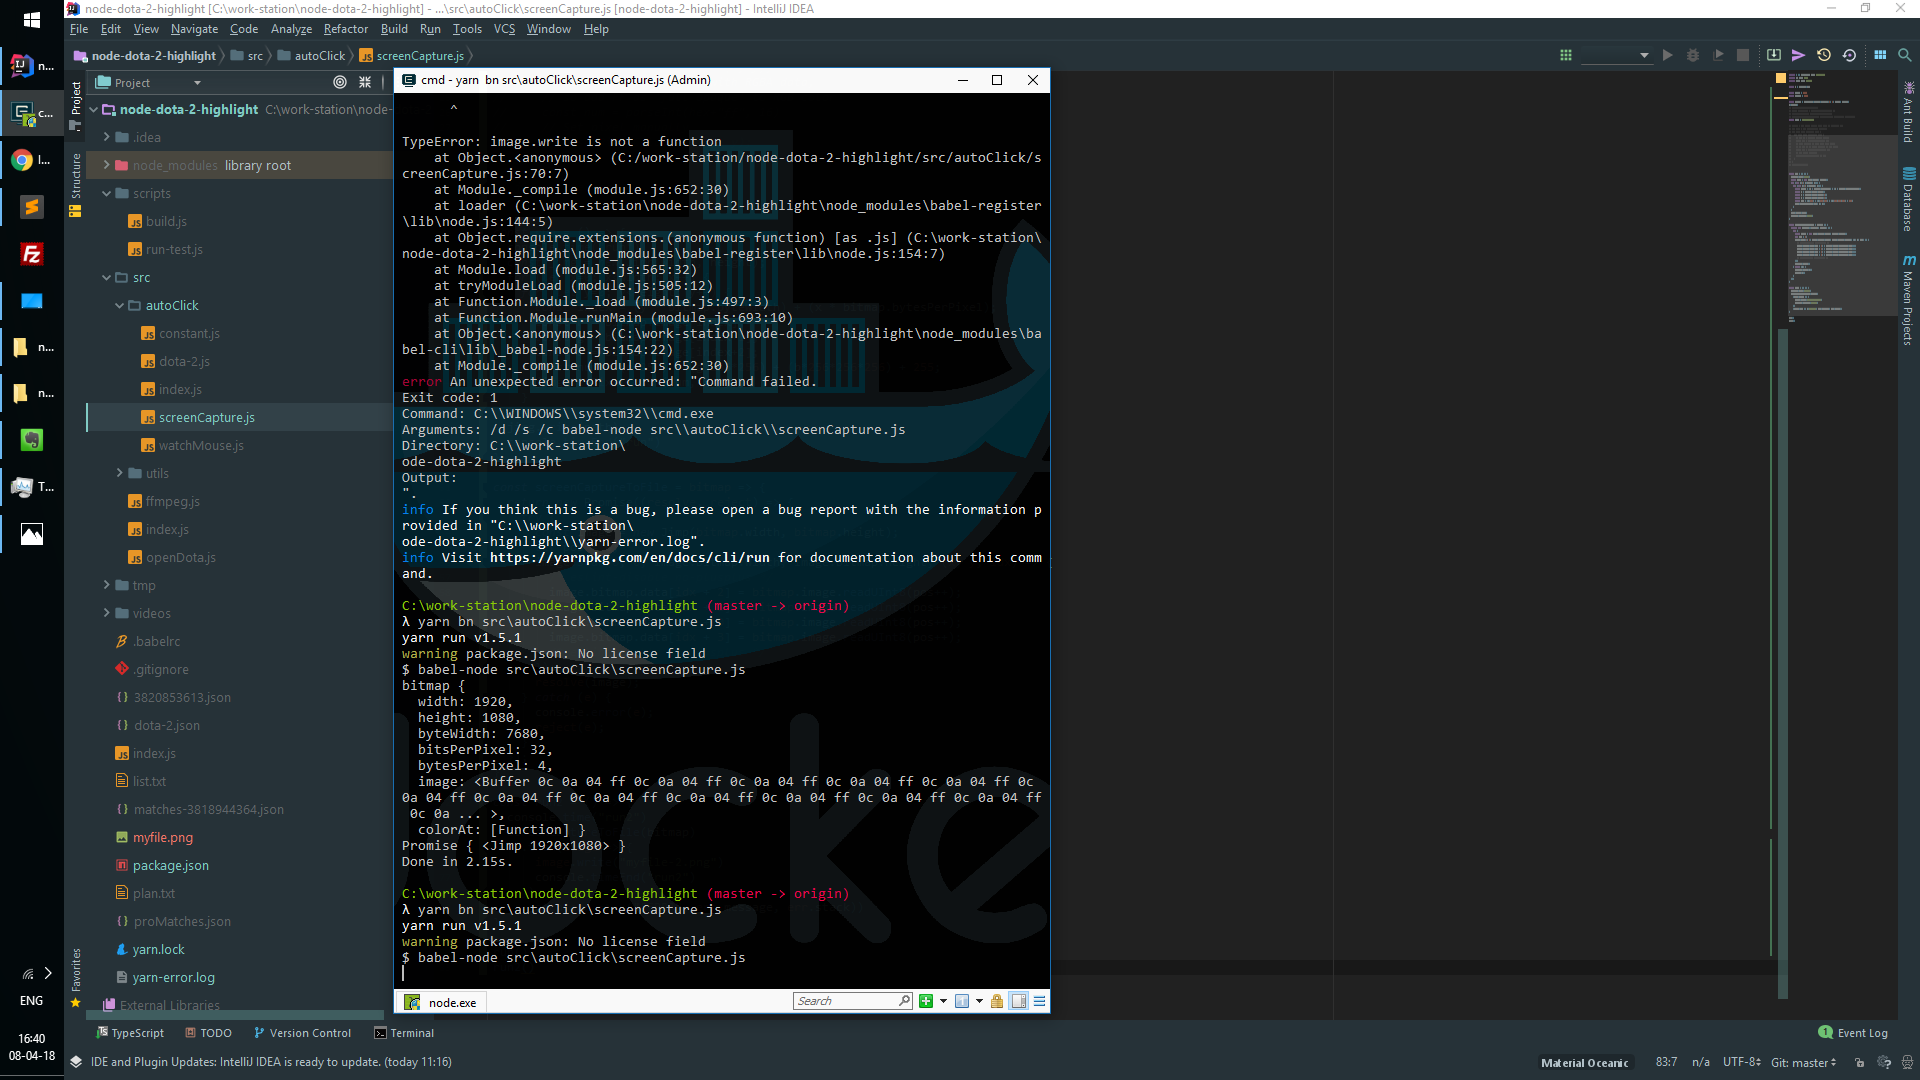 node-dota-2-highlight [C:\work-station\node-dota-2-highlight] - ...\src\autoClick\screenCapture.js [node-dota-2-highlight] - IntelliJ IDEA
File Edit View Navigate Code Analyze Refactor Build Run Tools VCS Window Help
node-dota-2-highlight src autoClick screenCapture.js
Project
node-dota-2-highlight C:\work-station\node-
.idea
node_modules library root
scripts
build.js
run-test.js
src
autoClick
constant.js
dota-2.js
index.js
screenCapture.js
watchMouse.js
utils
ffmpeg.js
index.js
openDota.js
tmp
videos
.babelrc
.gitignore
3820853613.json
dota-2.json
index.js
list.txt
matches-3818944364.json
myfile.png
package.json
plan.txt
proMatches.json
yarn.lock
yarn-error.log
External Libraries
Project
Structure
Favorites
n...
c...
I...
n...
n...
T...
ENG
16:40
08-04-18
cmd - yarn  bn src\autoClick\screenCapture.js (Admin)
^
TypeError: image.write is not a function
at Object.<anonymous> (C:/work-station/node-dota-2-highlight/src/autoClick/s
creenCapture.js:70:7)
at Module._compile (module.js:652:30)
at loader (C:\work-station\node-dota-2-highlight\node_modules\babel-register
\lib\node.js:144:5)
at Object.require.extensions.(anonymous function) [as .js] (C:\work-station\
node-dota-2-highlight\node_modules\babel-register\lib\node.js:154:7)
at Module.load (module.js:565:32)
at tryModuleLoad (module.js:505:12)
at Function.Module._load (module.js:497:3)
at Function.Module.runMain (module.js:693:10)
at Object.<anonymous> (C:\work-station\node-dota-2-highlight\node_modules\ba
bel-cli\lib\_babel-node.js:154:22)
at Module._compile (module.js:652:30)
error An unexpected error occurred: "Command failed.
Exit code: 1
Command: C:\\WINDOWS\\system32\\cmd.exe
Arguments: /d /s /c babel-node src\\autoClick\\screenCapture.js
Directory: C:\\work-station\
ode-dota-2-highlight
Output:
".
info If you think this is a bug, please open a bug report with the information p
rovided in "C:\\work-station\
ode-dota-2-highlight\\yarn-error.log".
info Visit https://yarnpkg.com/en/docs/cli/run for documentation about this comm
and.
C:\work-station\node-dota-2-highlight (master -> origin)
λ yarn bn src\autoClick\screenCapture.js
yarn run v1.5.1
warning package.json: No license field
$ babel-node src\autoClick\screenCapture.js
bitmap {
width: 1920,
height: 1080,
byteWidth: 7680,
bitsPerPixel: 32,
bytesPerPixel: 4,
image: <Buffer 0c 0a 04 ff 0c 0a 04 ff 0c 0a 04 ff 0c 0a 04 ff 0c 0a 04 ff 0c
0a 04 ff 0c 0a 04 ff 0c 0a 04 ff 0c 0a 04 ff 0c 0a 04 ff 0c 0a 04 ff 0c 0a 04 ff
0c 0a ... >,
colorAt: [Function] }
Promise { <Jimp 1920x1080> }
Done in 2.15s.
C:\work-station\node-dota-2-highlight (master -> origin)
λ yarn bn src\autoClick\screenCapture.js
yarn run v1.5.1
warning package.json: No license field
$ babel-node src\autoClick\screenCapture.js
node.exe
Search
Ant Build
Database
Maven Projects
TypeScript TODO Version Control Terminal
1 Event Log
IDE and Plugin Updates: IntelliJ IDEA is ready to update. (today 11:16)
Material Oceanic 83:7 n/a UTF-8 Git: master